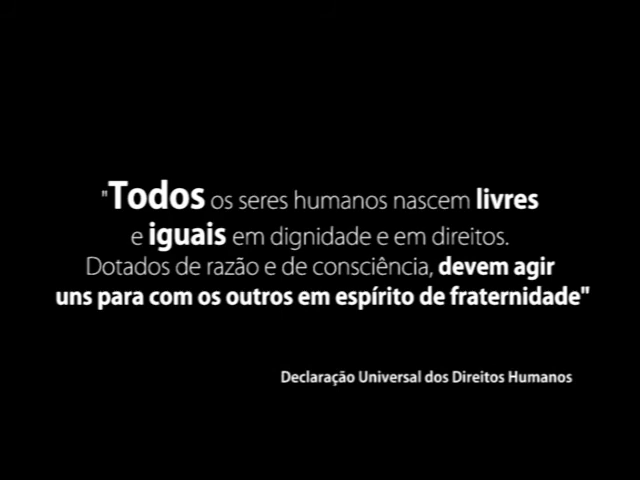 "Todos os seres humanos nascem livres
e iguais em dignidade e em direitos.
Dotados de razão e de consciência, devem agir
uns para com os outros em espírito de fraternidade"
Declaração Universal dos Direitos Humanos